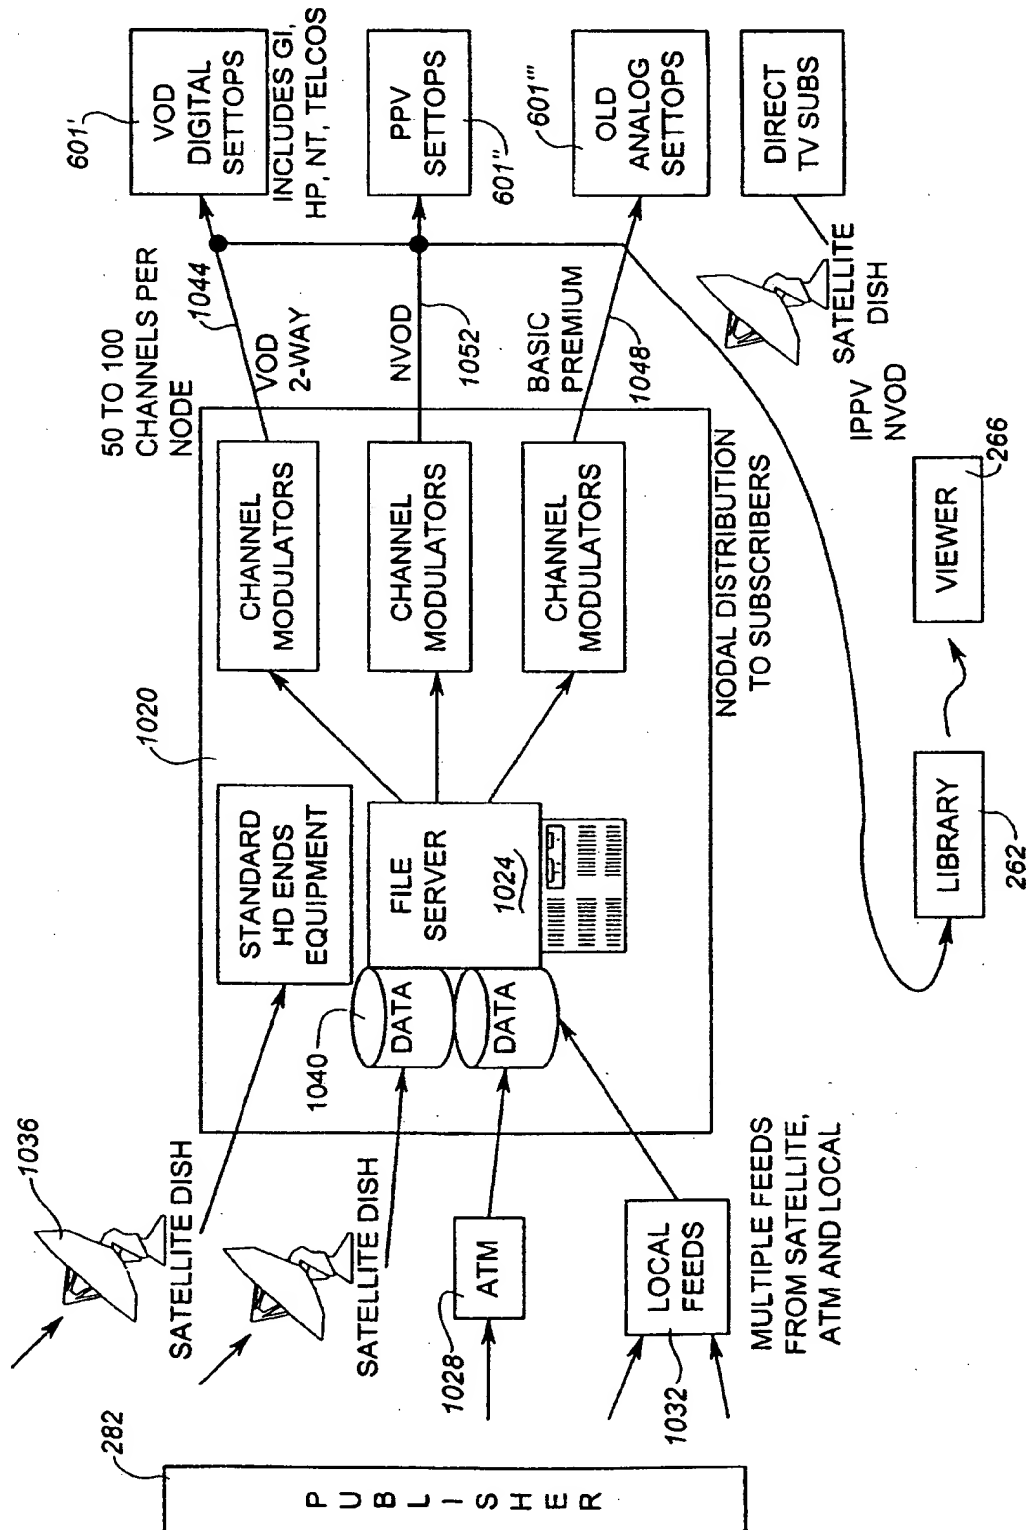 282
PUBLISHER
1036
SATELLITE DISH
SATELLITE DISH
1028
ATM
1032
LOCAL
FEEDS
MULTIPLE FEEDS
FROM SATELLITE,
ATM AND LOCAL
1020
STANDARD
HD ENDS
EQUIPMENT
1040
DATA
DATA
FILE
SERVER
1024
CHANNEL
MODULATORS
CHANNEL
MODULATORS
CHANNEL
MODULATORS
NODAL DISTRIBUTION
TO SUBSCRIBERS
50 TO 100
CHANNELS PER
NODE
1044
VOD
2-WAY
NVOD
1052
BASIC
PREMIUM
1048
601'
VOD
DIGITAL
SETTOPS
INCLUDES GI,
HP, NT, TELCOS
PPV
SETTOPS
601"
601"'
OLD
ANALOG
SETTOPS
DIRECT
TV SUBS
SATELLITE
DISH
IPPV
NVOD
LIBRARY
262
VIEWER
266